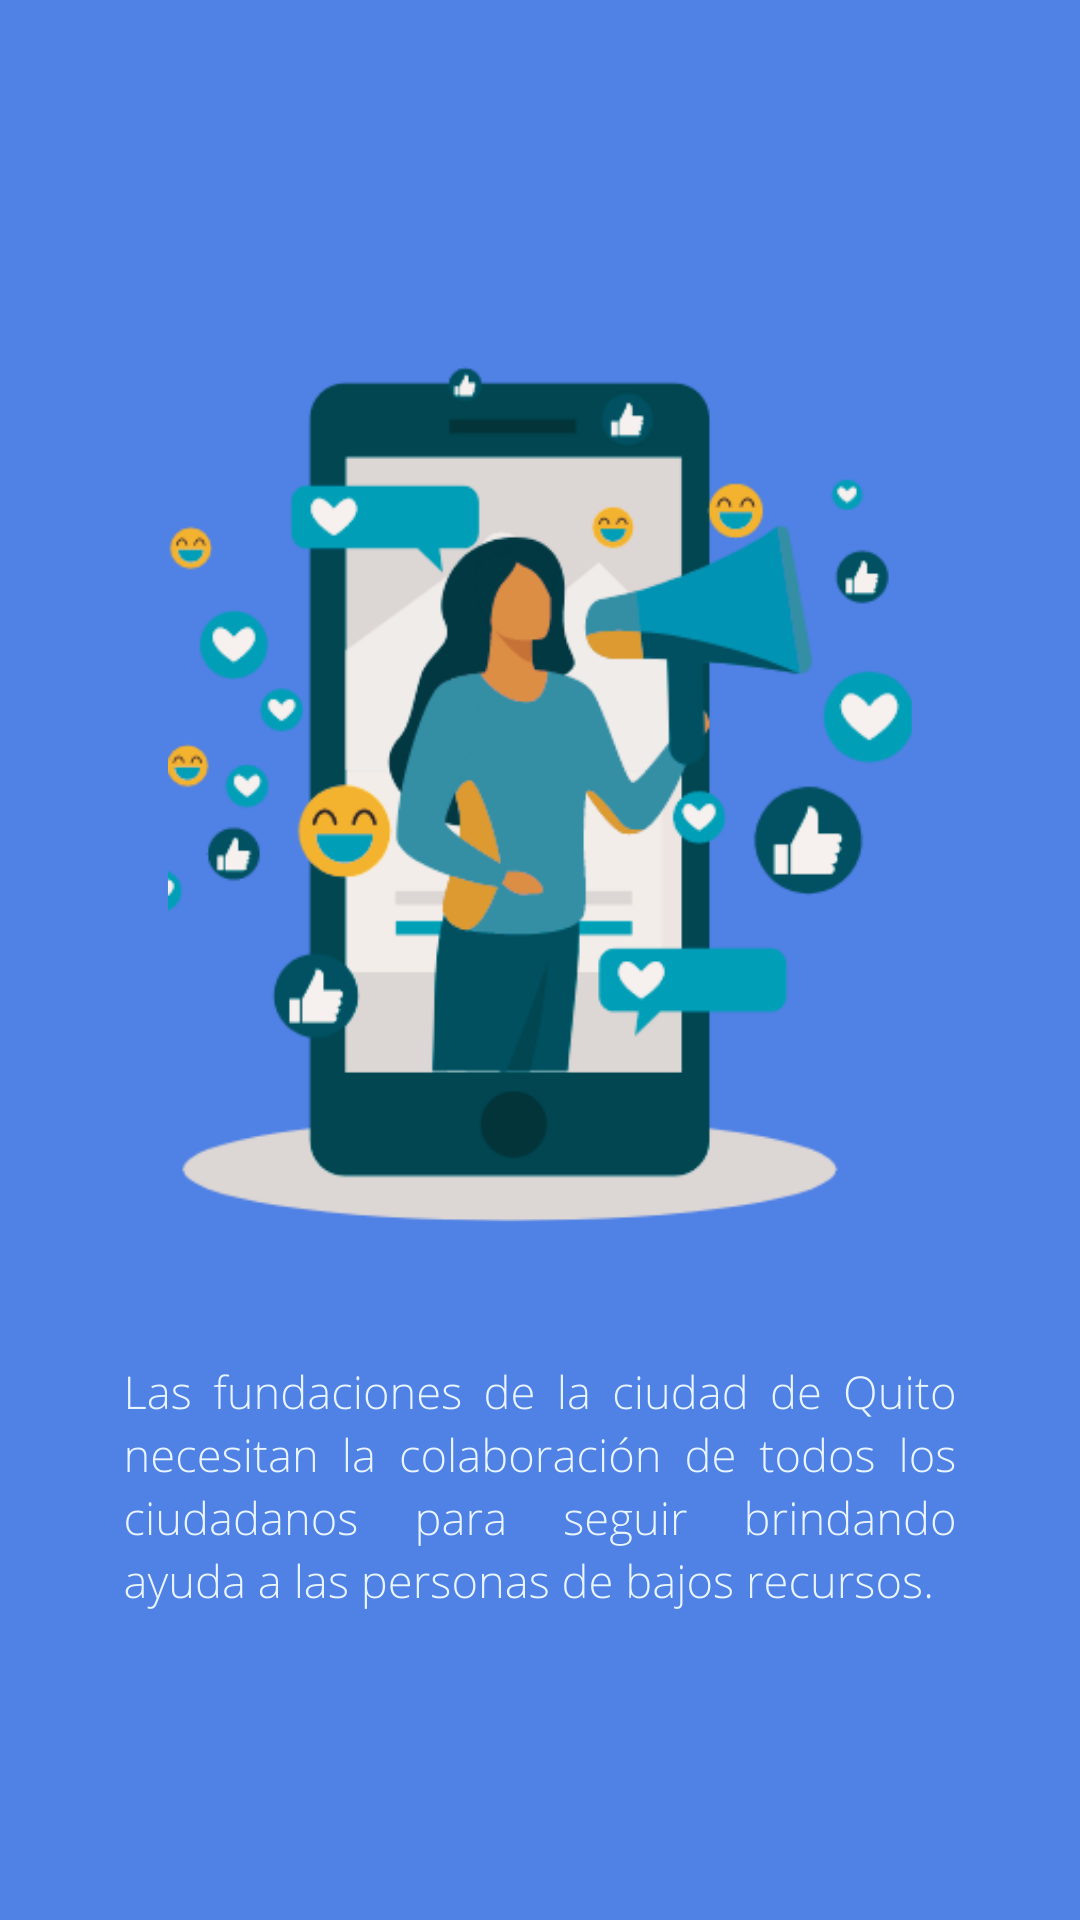 Las fundaciones de la ciudad de Quito
necesitan la colaboración de todos los
ciudadanos para seguir brindando
ayuda a las personas de bajos recursos.